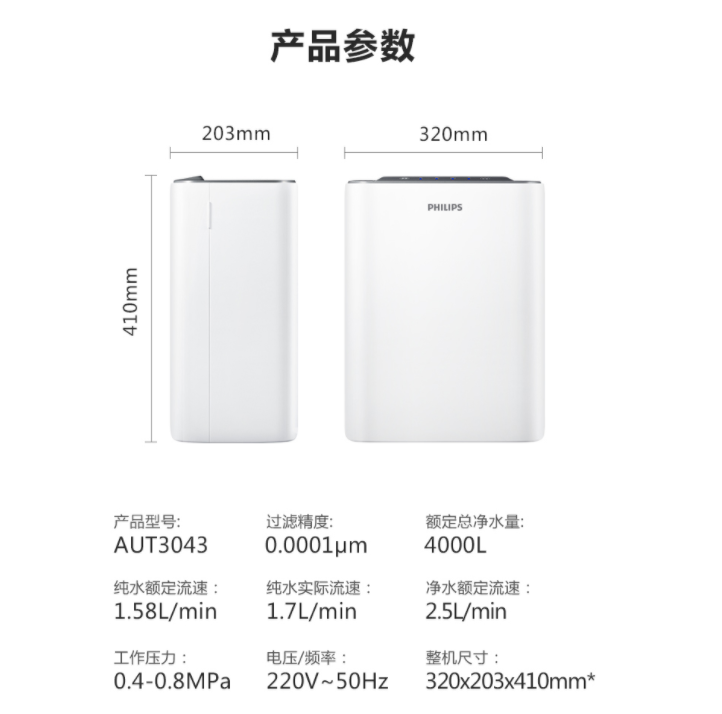 产品参数
203mm
320mm
410mm
PHILIPS
产品型号:
AUT3043
过滤精度:
0.0001μm
额定总净水量:
4000L
纯水额定流速：
1.58L/min
纯水实际流速：
1.7L/min
净水额定流速：
2.5L/min
工作压力：
0.4-0.8MPa
电压/频率：
220V~50Hz
整机尺寸：
320x203x410mm*